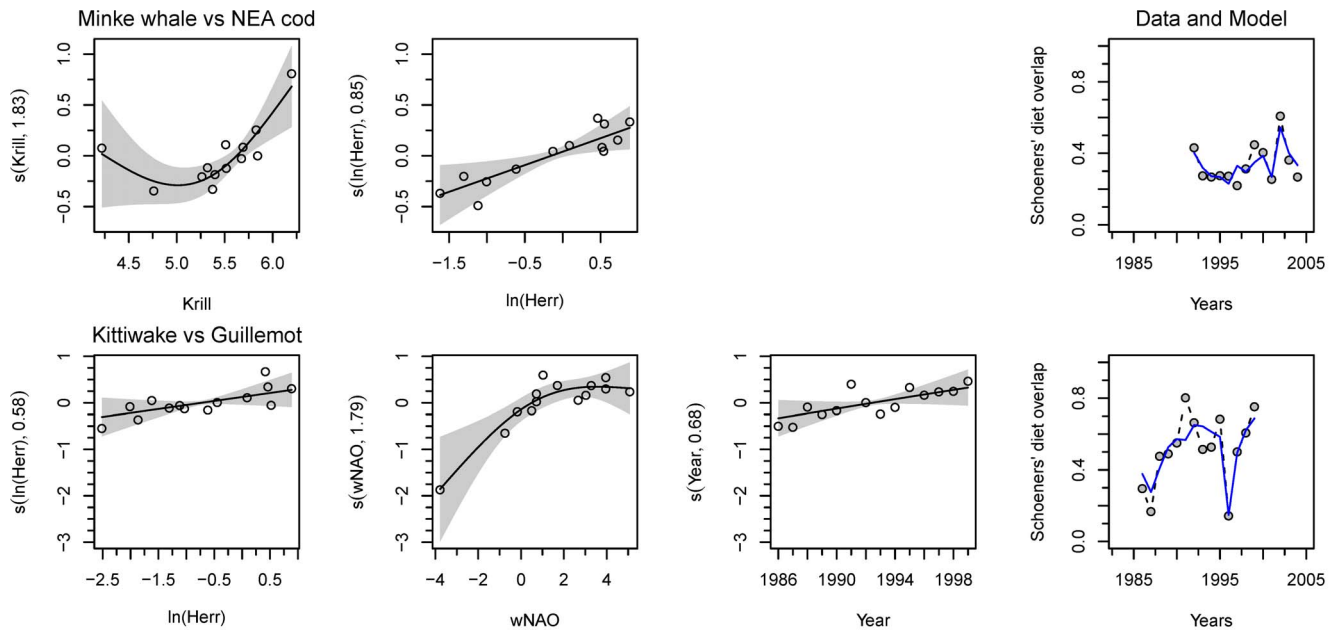 Minke whale vs NEA cod
Data and Model
s(Krill, 1.83)
1.0
0.5
0.0
−0.5
4.5 5.0 5.5 6.0
Krill
s(ln(Herr), 0.85)
1.0
0.5
0.0
−0.5
−1.5 −0.5 0.5
ln(Herr)
Schoeners' diet overlap
0.8
0.4
0.0
1985 1995 2005
Years
Kittiwake vs Guillemot
s(ln(Herr), 0.58)
1
0
−1
−2
−3
−2.5 −1.5 −0.5 0.5
ln(Herr)
s(wNAO, 1.79)
1
0
−1
−2
−3
−4 −2 0 2 4
wNAO
s(Year, 0.68)
1
0
−1
−2
−3
1986 1990 1994 1998
Year
Schoeners' diet overlap
0.8
0.4
0.0
1985 1995 2005
Years